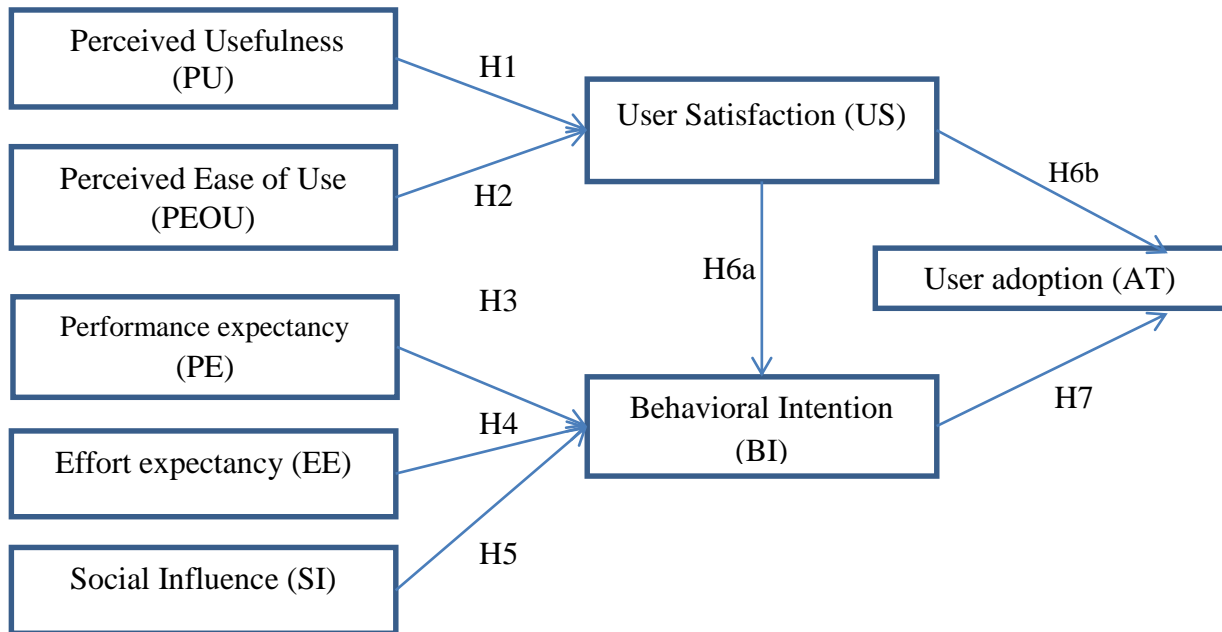 Perceived Usefulness
(PU)
H1
User Satisfaction (US)
Perceived Ease of Use
(PEOU)
H2
H6b
H6a
User adoption (AT)
H3
Performance expectancy
(PE)
Behavioral Intention
(BI)
H7
H4
Effort expectancy (EE)
H5
Social Influence (SI)